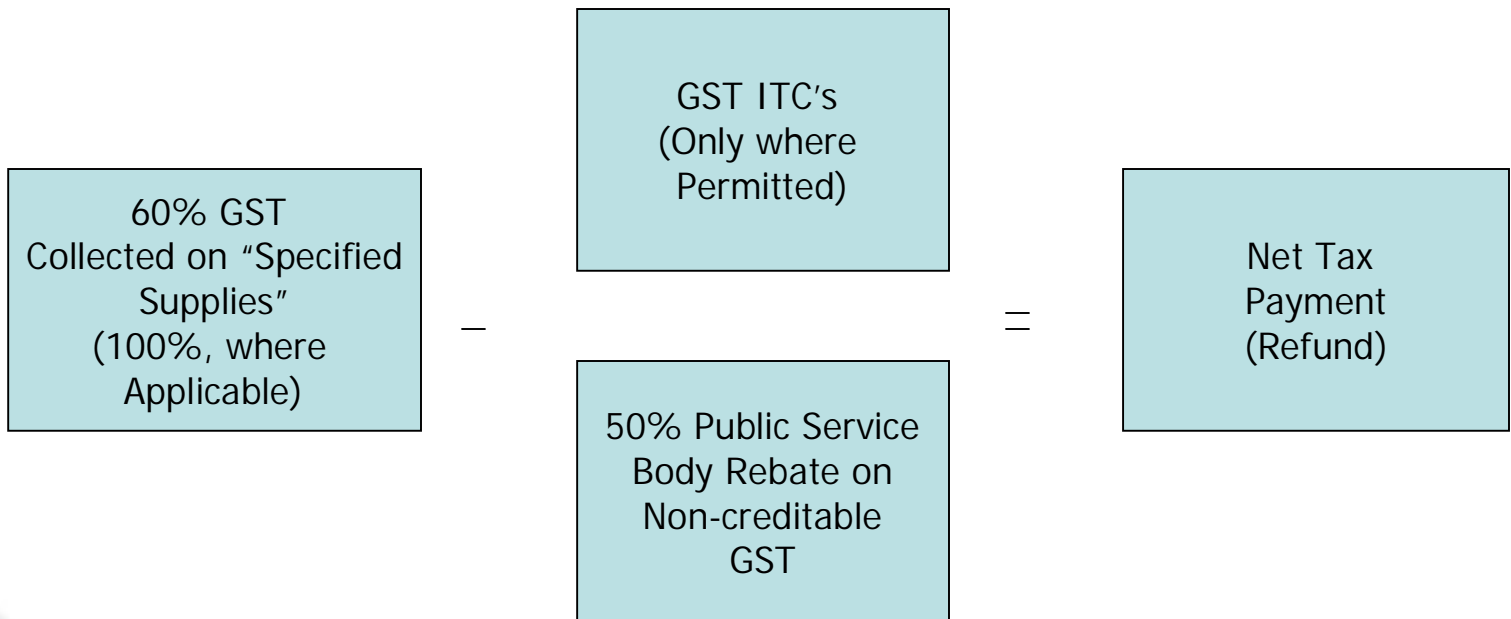 60% GST
Collected on “Specified
Supplies”
(100%, where
Applicable)
–
GST ITC’s
(Only where
Permitted)
50% Public Service
Body Rebate on
Non-creditable
GST
=
Net Tax
Payment
(Refund)